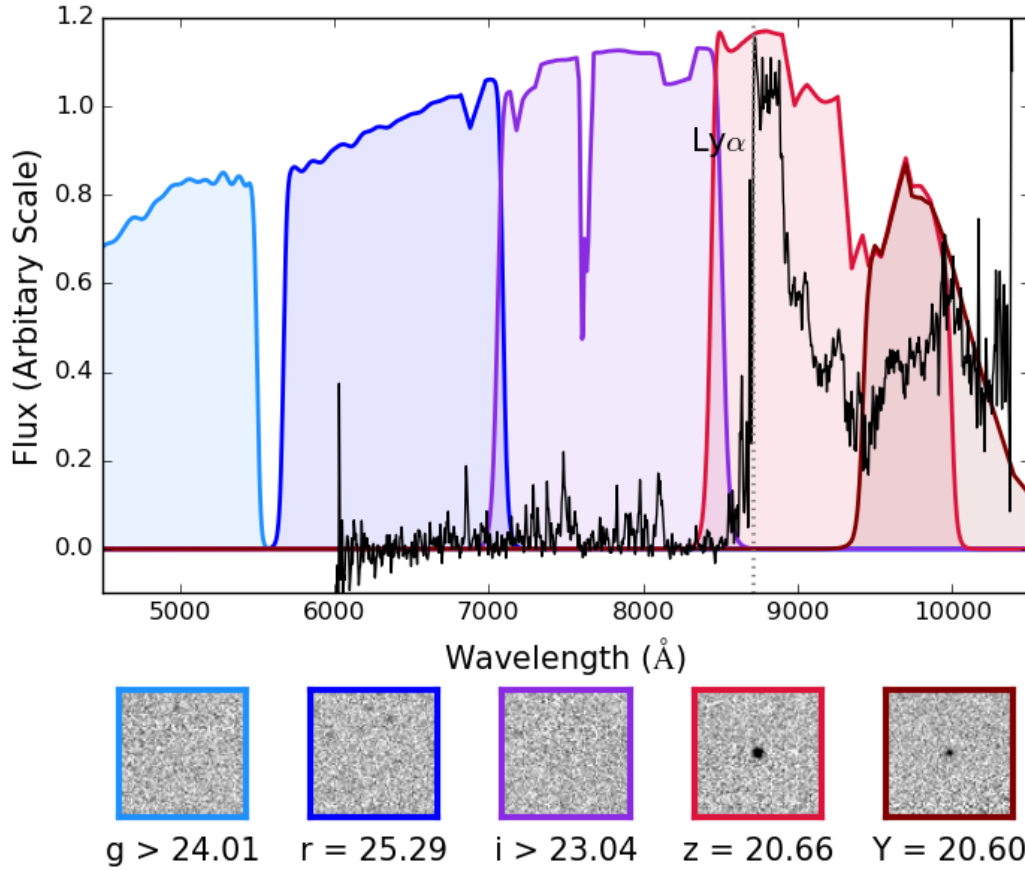 1.2
1.0
0.8
0.6
0.4
0.2
0.0
Flux (Arbitary Scale)
Lyα
5000 6000 7000 8000 9000 10000
Wavelength (Å)
g > 24.01 r = 25.29 i > 23.04 z = 20.66 Y = 20.60